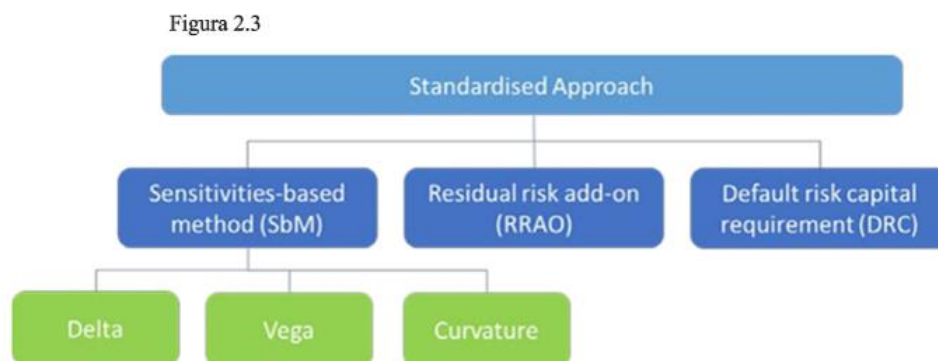 Figura 2.3
Standardised Approach
Sensitivities-based
method (SbM)
Residual risk add-on
(RRAO)
Default risk capital
requirement (DRC)
Delta
Vega
Curvature